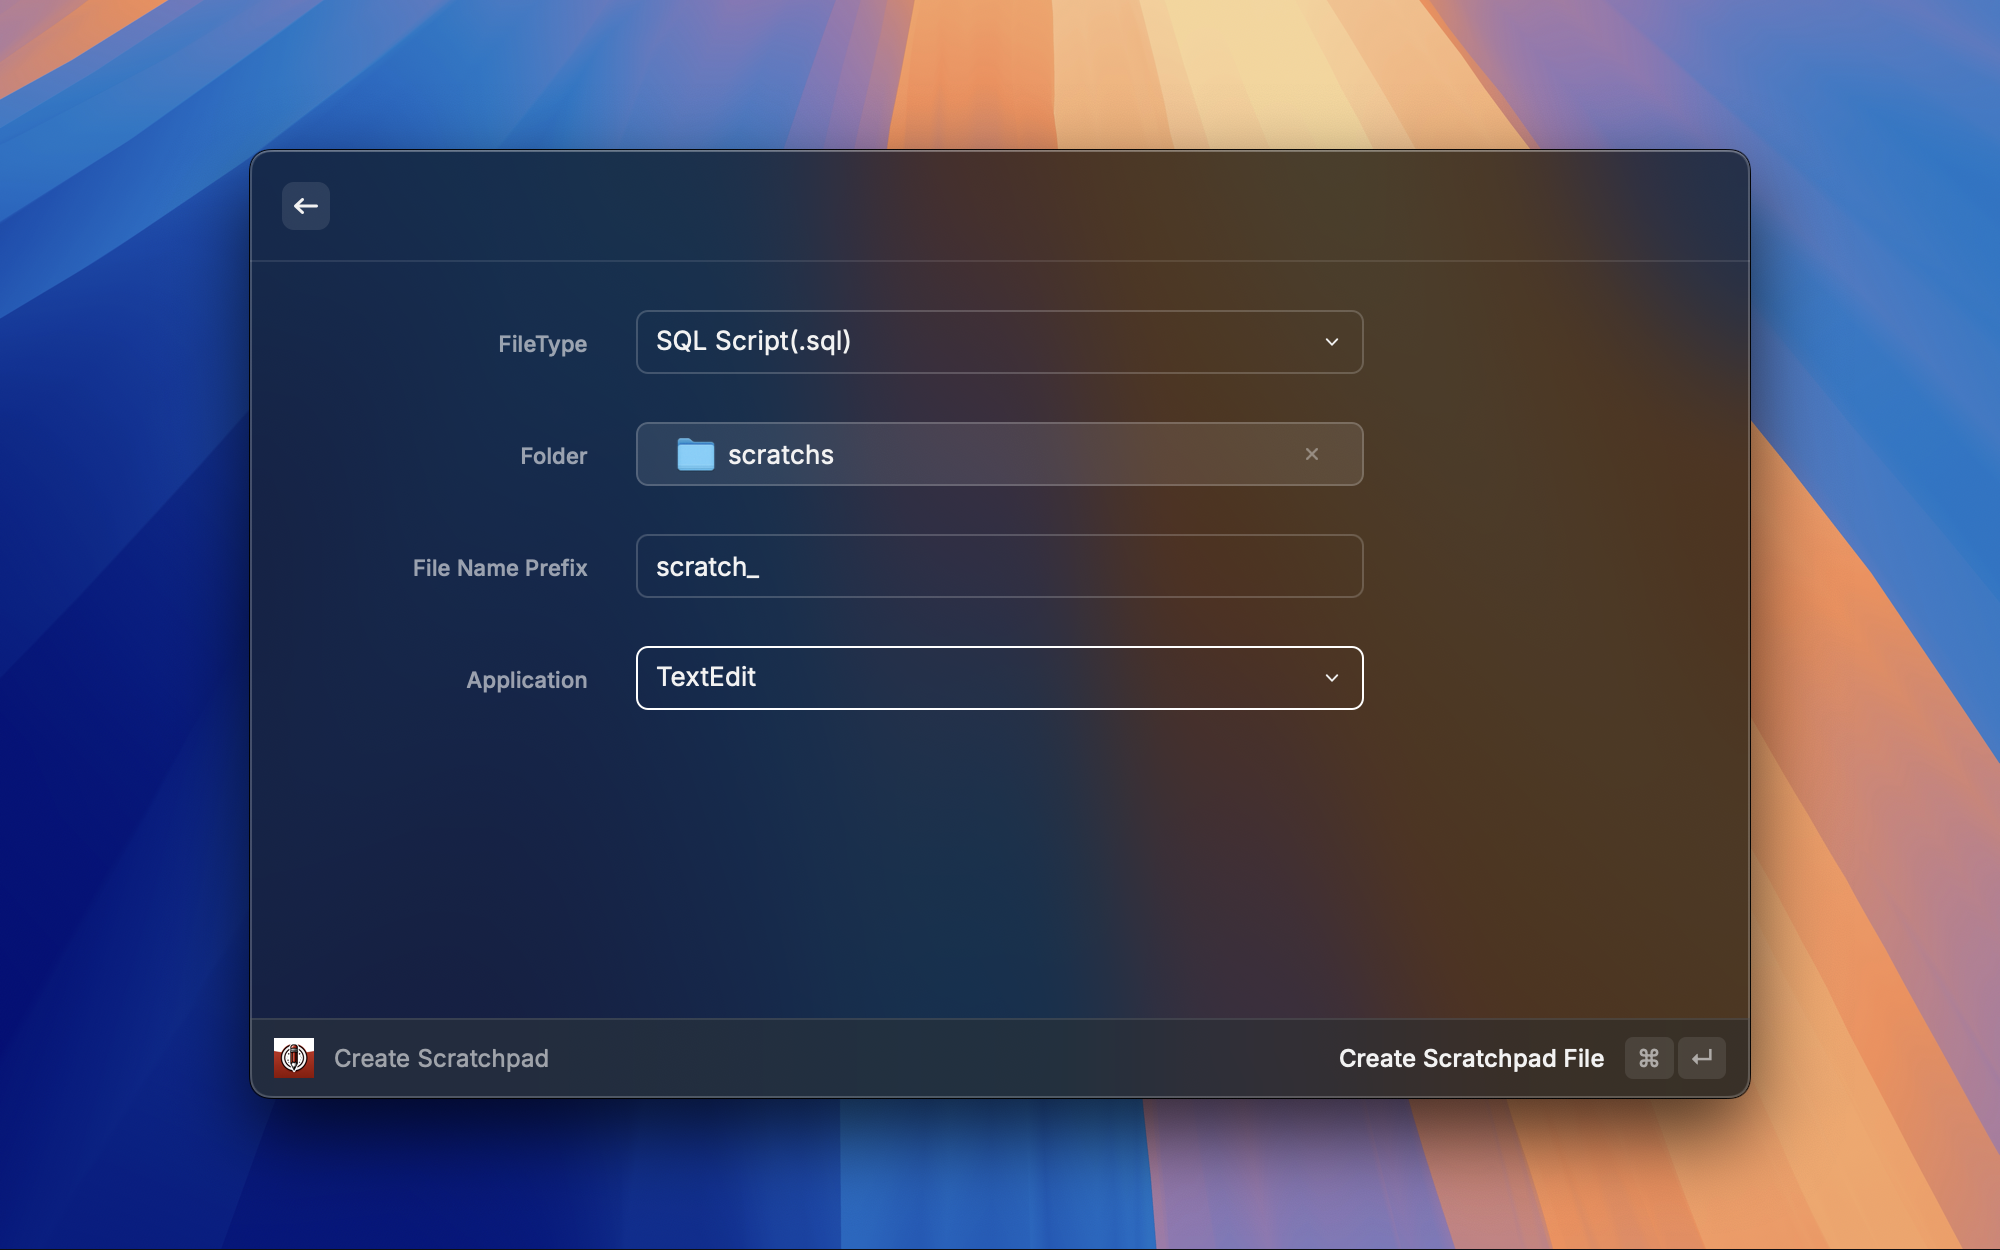 FileType
SQL Script(.sql)
Folder
scratchs
File Name Prefix
scratch_
Application
TextEdit
Create Scratchpad
Create Scratchpad File ⌘ ↵